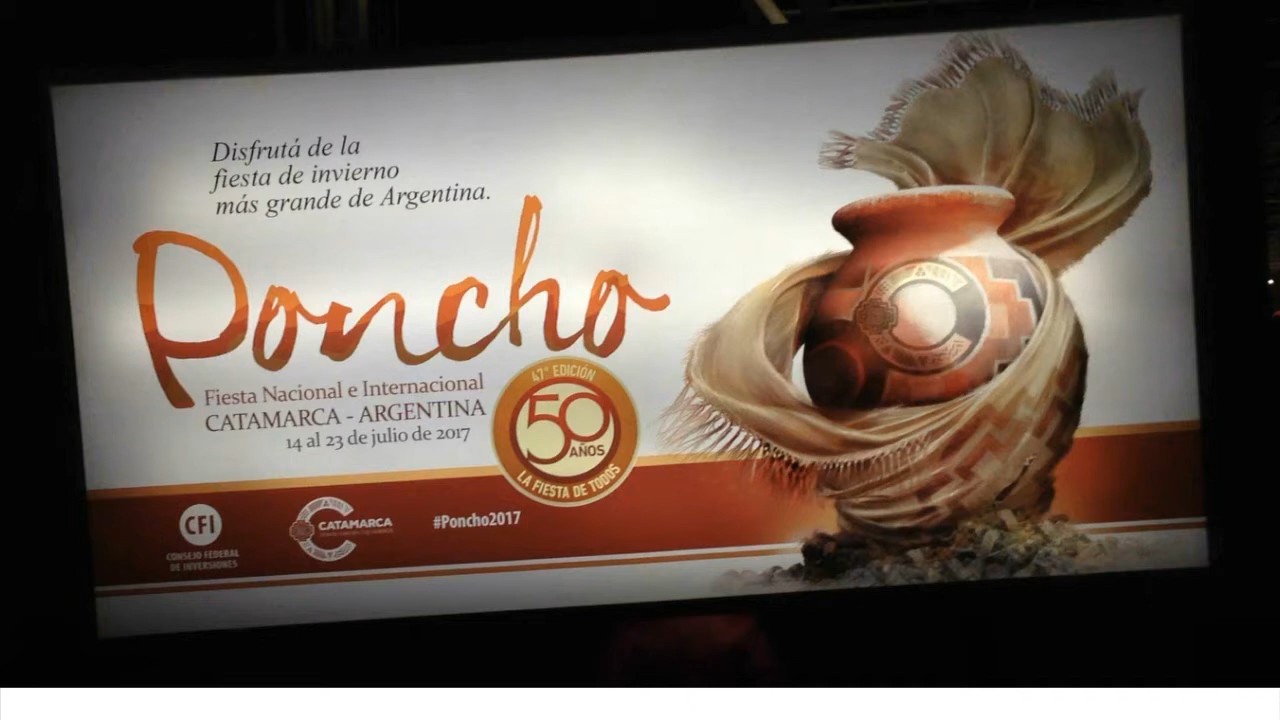 Disfrutá de la
fiesta de invierno
más grande de Argentina.
Poncho
Fiesta Nacional e Internacional
CATAMARCA - ARGENTINA
14 al 23 de julio de 2017
47° EDICIÓN
50
AÑOS
LA FIESTA DE TODOS
CFI
CONSEJO FEDERAL
DE INVERSIONES
CATAMARCA
#Poncho2017